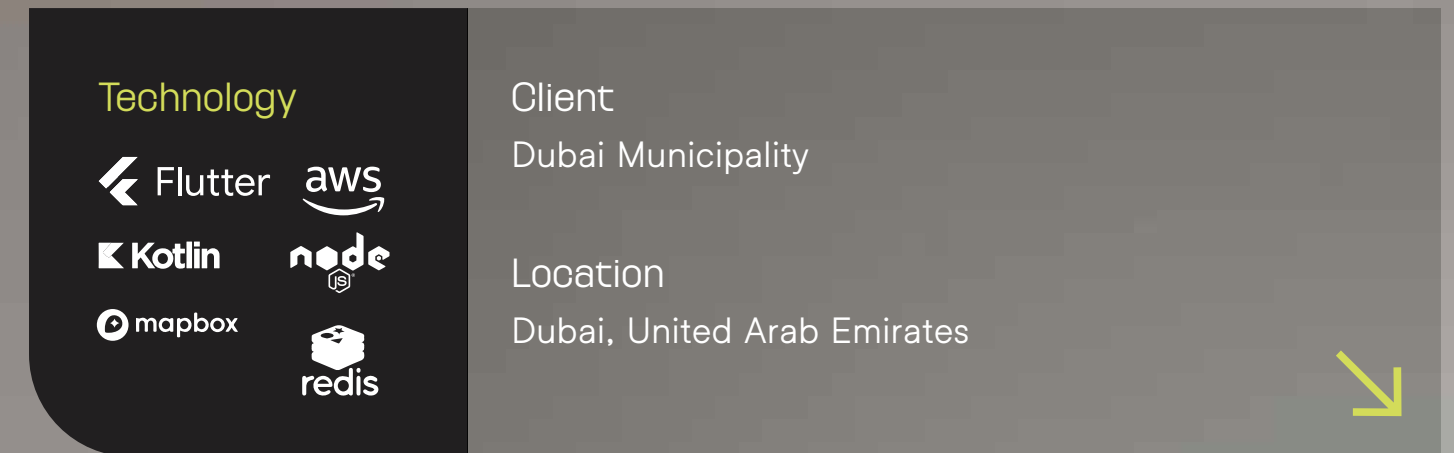 Technology
Flutter
aws
Kotlin
node
JS
mapbox
redis
Client
Dubai Municipality
Location
Dubai, United Arab Emirates